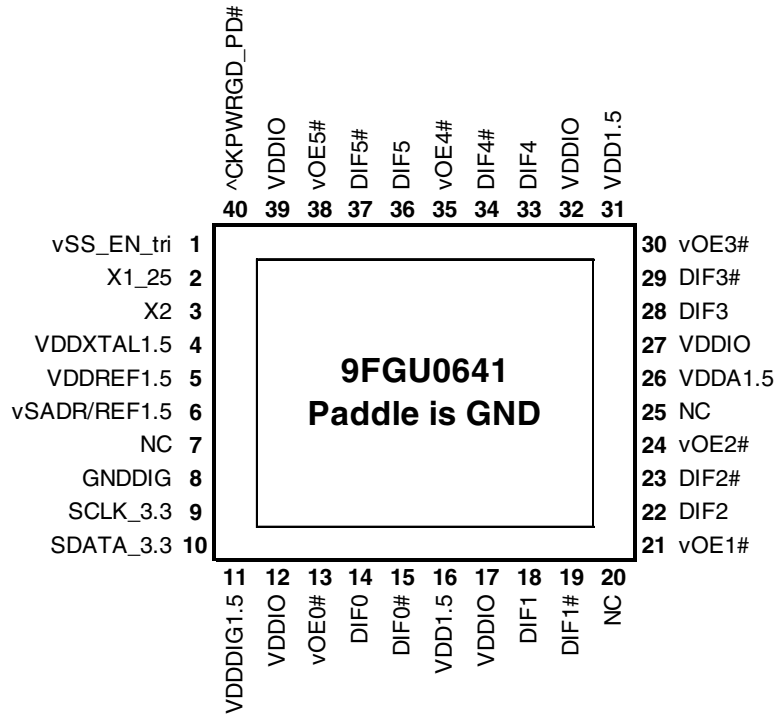 ^CKPWRGD_PD#
VDDIO
vOE5#
DIF5#
DIF5
vOE4#
DIF4#
DIF4
VDDIO
VDD1.5
40 39 38 37 36 35 34 33 32 31
vSS_EN_tri 1
X1_25 2
X2 3
VDDXTAL1.5 4
VDDREF1.5 5
vSADR/REF1.5 6
NC 7
GNDDIG 8
SCLK_3.3 9
SDATA_3.3 10
9FGU0641
Paddle is GND
30 vOE3#
29 DIF3#
28 DIF3
27 VDDIO
26 VDDA1.5
25 NC
24 vOE2#
23 DIF2#
22 DIF2
21 vOE1#
11 12 13 14 15 16 17 18 19 20
VDDDIG1.5
VDDIO
vOE0#
DIF0
DIF0#
VDD1.5
VDDIO
DIF1
DIF1#
NC